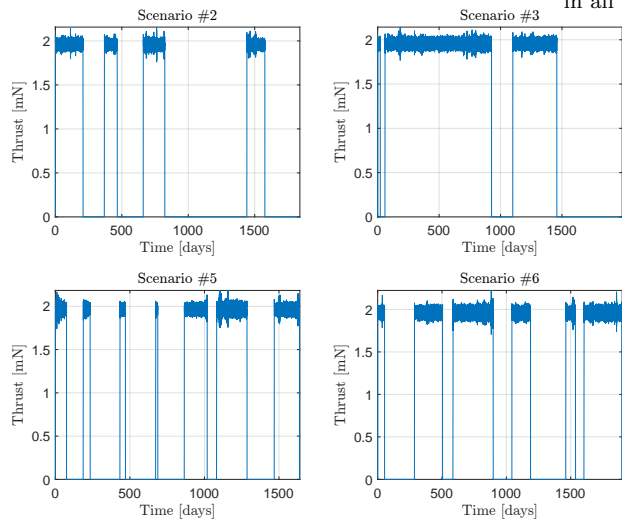 in all
Scenario #2
Thrust [mN]
2
1.5
1
0.5
0
0 500 1000 1500
Time [days]
Scenario #3
Thrust [mN]
2
1.5
1
0.5
0
0 500 1000 1500
Time [days]
Scenario #5
Thrust [mN]
2
1.5
1
0.5
0
0 500 1000 1500
Time [days]
Scenario #6
Thrust [mN]
2
1.5
1
0.5
0
0 500 1000 1500
Time [days]